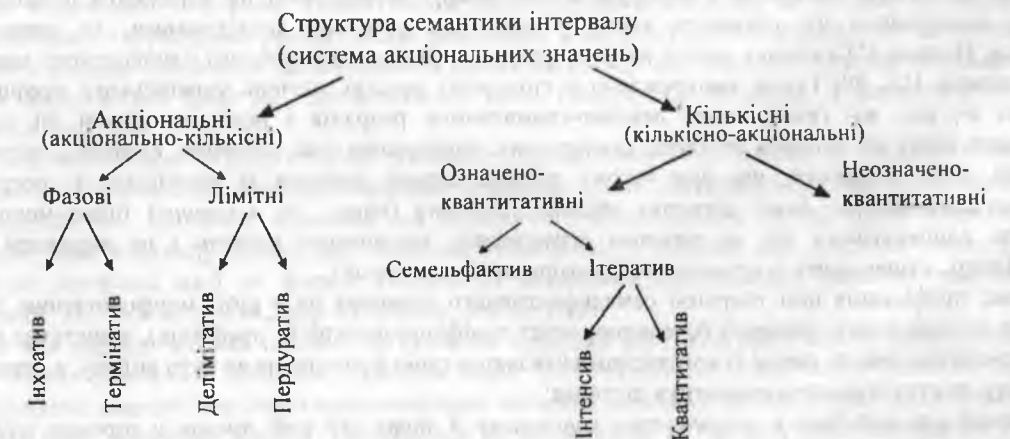 Структура семантики інтервалу
(система акціональних значень)
Акціональні
(акціонально-кількісні)
Кількісні
(кількісно-акціональні)
Фазові
Лімітні
Означено-
квантитативні
Неозначено-
квантитативні
Семельфактив
Ітератив
Інхоатив
Термінатив
Делімітатив
Пердуратив
Інтенсив
Квантитатив